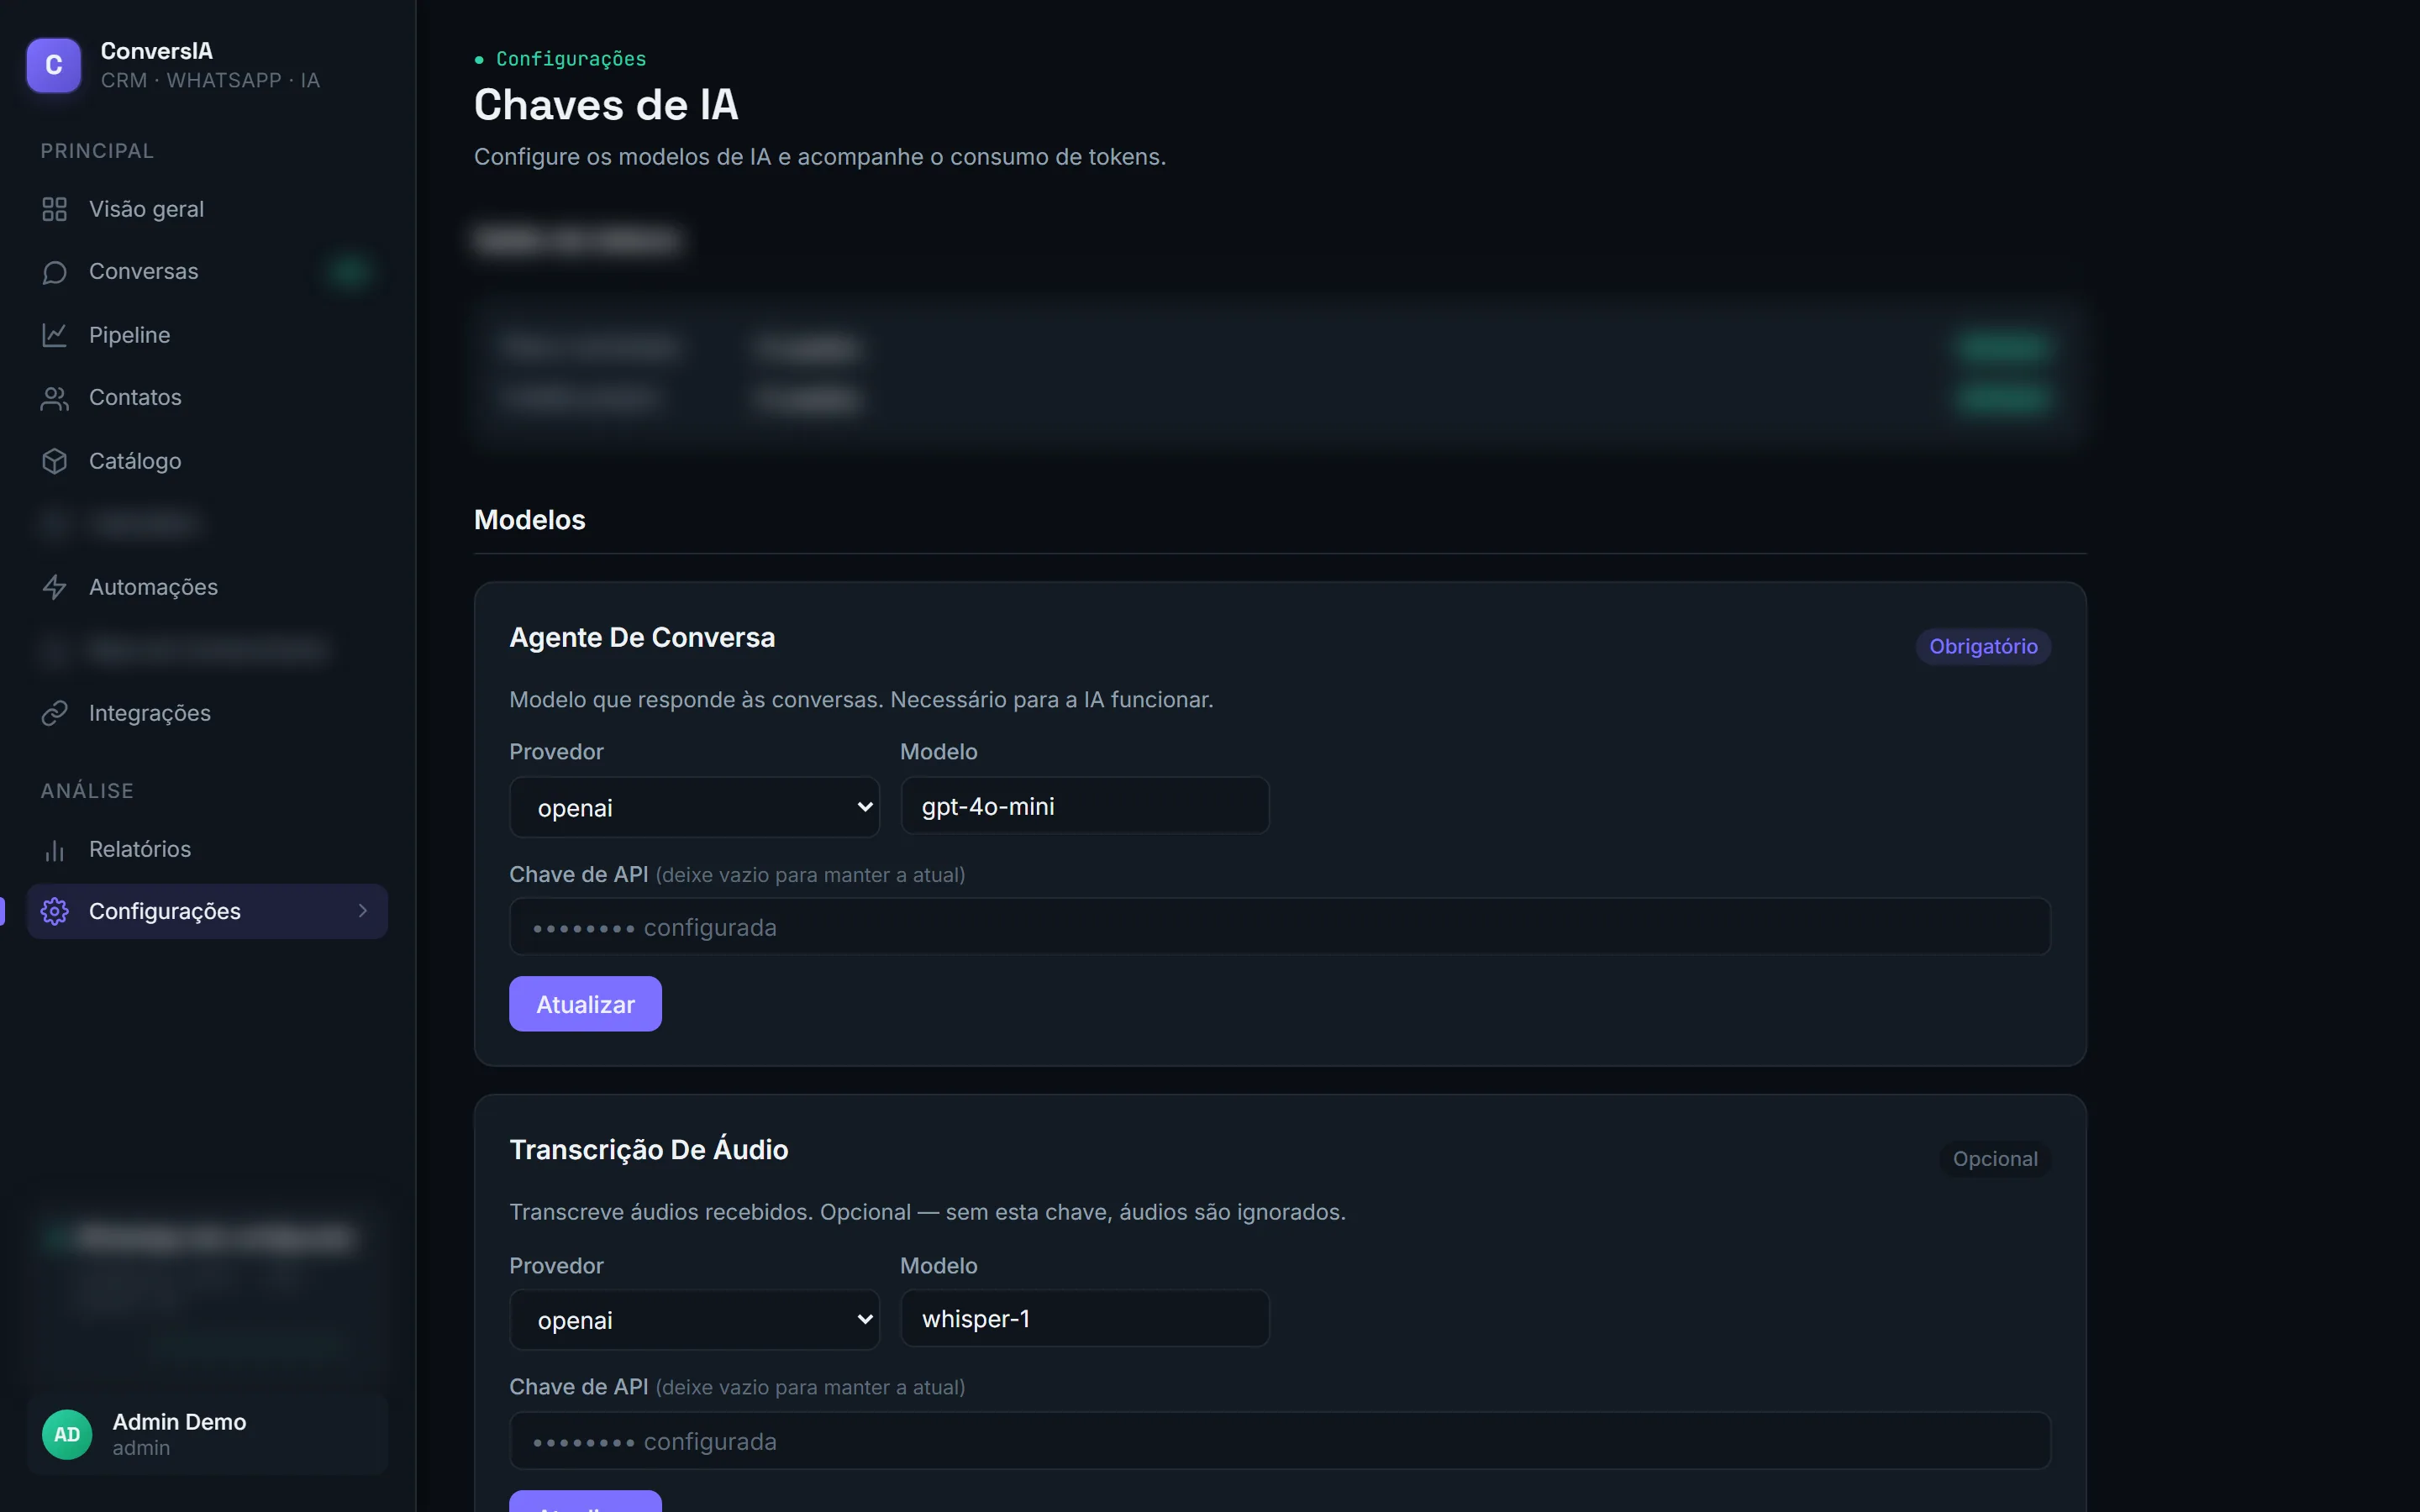 C
ConversIA
CRM · WHATSAPP · IA
PRINCIPAL
Visão geral
Conversas
Pipeline
Contatos
Catálogo
Automações
Integrações
ANÁLISE
Relatórios
Configurações
AD
Admin Demo
admin
• Configurações
Chaves de IA
Configure os modelos de IA e acompanhe o consumo de tokens.
Modelos
Agente De Conversa
Obrigatório
Modelo que responde às conversas. Necessário para a IA funcionar.
Provedor Modelo
openai gpt-4o-mini
Chave de API (deixe vazio para manter a atual)
•••••••• configurada
Atualizar
Transcrição De Áudio
Opcional
Transcreve áudios recebidos. Opcional — sem esta chave, áudios são ignorados.
Provedor Modelo
openai whisper-1
Chave de API (deixe vazio para manter a atual)
•••••••• configurada